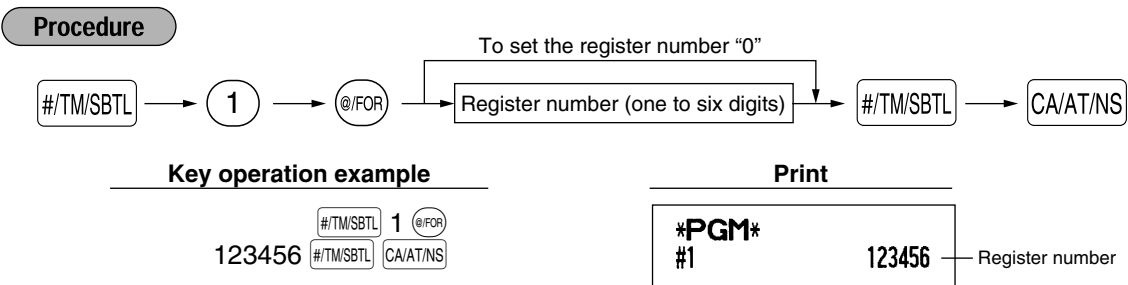 Procedure
To set the register number “0”
#/TM/SBTL 1 @/FOR Register number (one to six digits) #/TM/SBTL CA/AT/NS
Key operation example
Print
#/TM/SBTL 1 @/FOR
123456 #/TM/SBTL CA/AT/NS
*PGM*
#1 123456 Register number